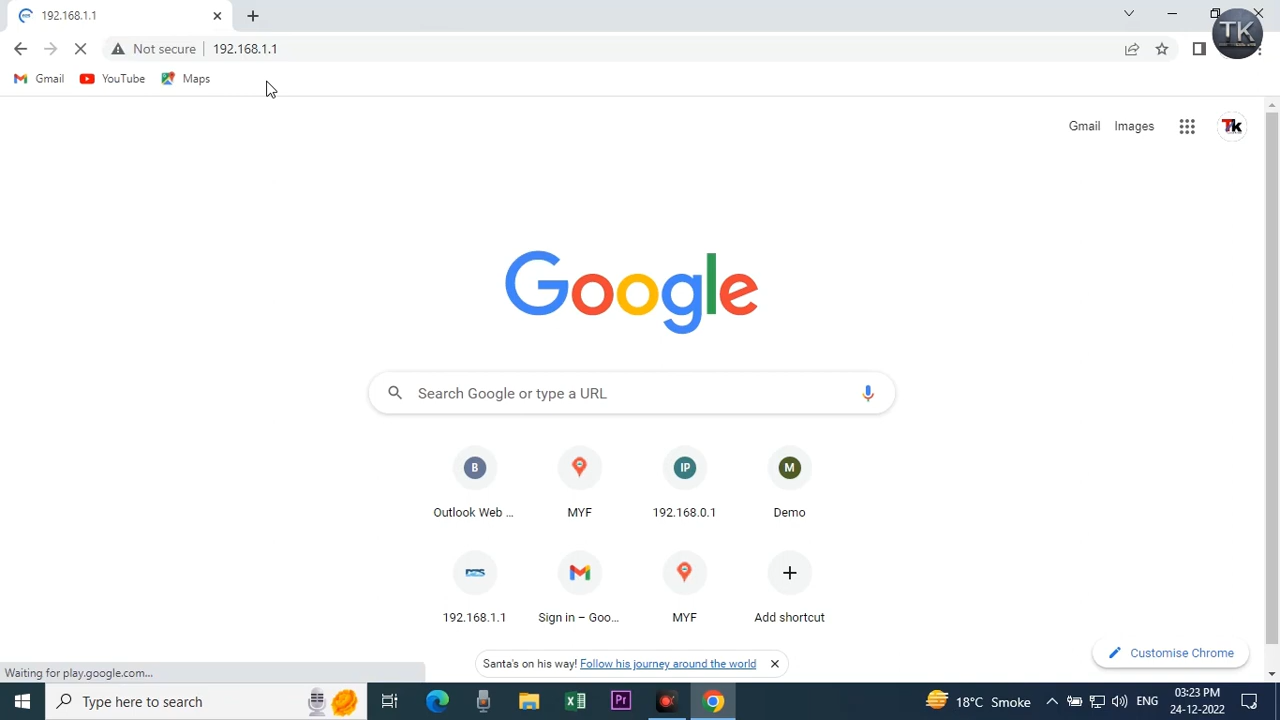 192.168.1.1
TK
Not secure 192.168.1.1
Gmail YouTube Maps
Gmail Images
Tk
Google
Search Google or type a URL
B IP M
Outlook Web ... MYF 192.168.0.1 Demo
192.168.1.1 Sign in – Goo... MYF Add shortcut
Customise Chrome
Santa's on his way! Follow his journey around the world
Waiting for play.google.com...
Type here to search
Pr
18°C Smoke
ENG
03:23 PM
24-12-2022